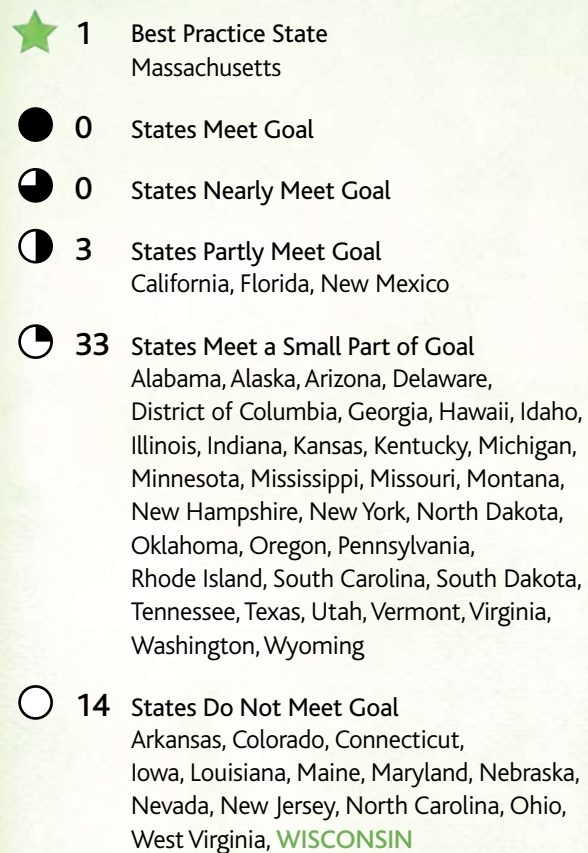 1 Best Practice State
Massachusetts
0 States Meet Goal
0 States Nearly Meet Goal
3 States Partly Meet Goal
California, Florida, New Mexico
33 States Meet a Small Part of Goal
Alabama, Alaska, Arizona, Delaware,
District of Columbia, Georgia, Hawaii, Idaho,
Illinois, Indiana, Kansas, Kentucky, Michigan,
Minnesota, Mississippi, Missouri, Montana,
New Hampshire, New York, North Dakota,
Oklahoma, Oregon, Pennsylvania,
Rhode Island, South Carolina, South Dakota,
Tennessee, Texas, Utah, Vermont, Virginia,
Washington, Wyoming
14 States Do Not Meet Goal
Arkansas, Colorado, Connecticut,
Iowa, Louisiana, Maine, Maryland, Nebraska,
Nevada, New Jersey, North Carolina, Ohio,
West Virginia, WISCONSIN